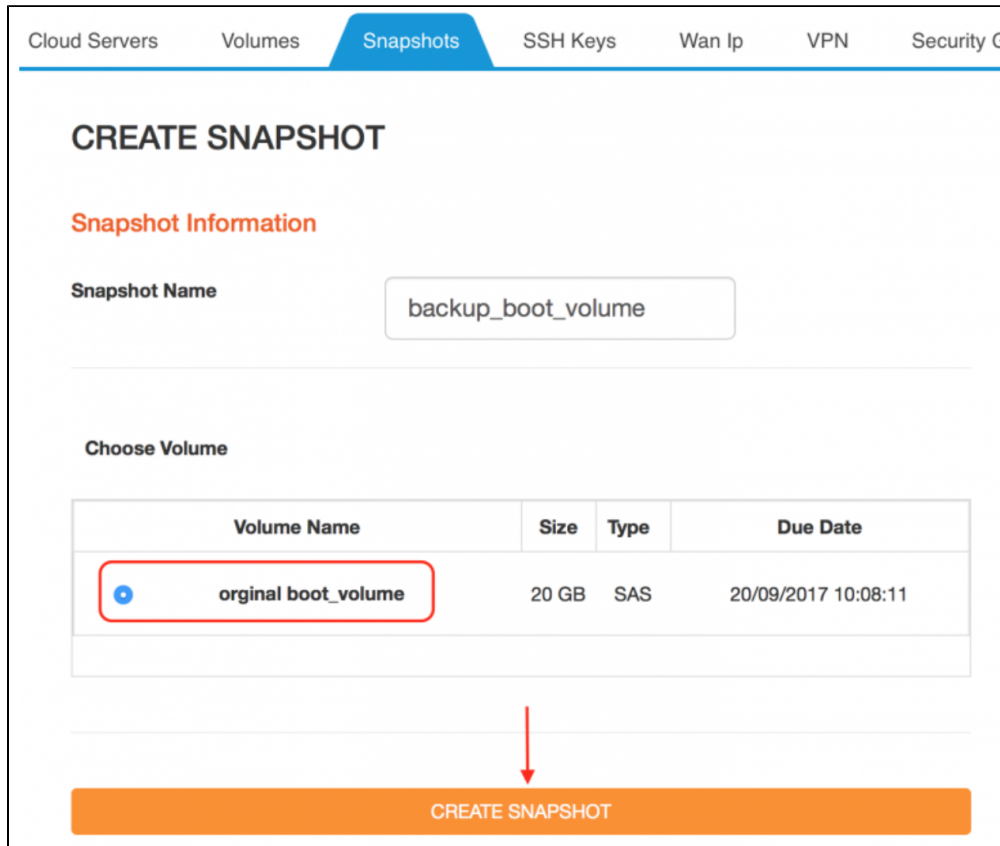 Cloud Servers Volumes Snapshots SSH Keys Wan Ip VPN Security
CREATE SNAPSHOT
Snapshot Information
Snapshot Name
backup_boot_volume
Choose Volume
Volume Name Size Type Due Date
orginal boot_volume 20 GB SAS 20/09/2017 10:08:11
CREATE SNAPSHOT